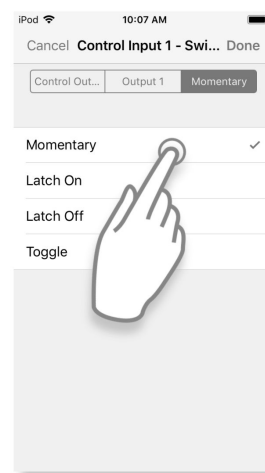 iPod 10:07 AM
Cancel Control Input 1 - Swi... Done
Control Out... Output 1 Momentary
Momentary
Latch On
Latch Off
Toggle